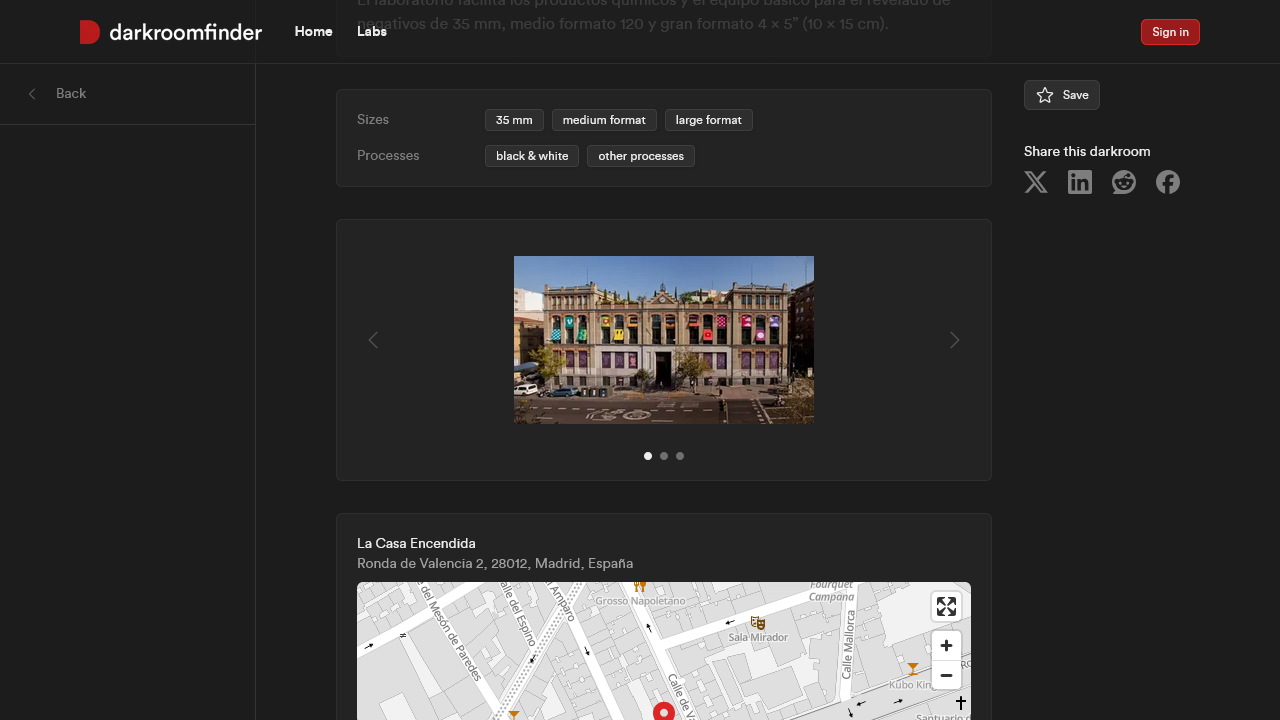 El laboratorio facilita los productos químicos y el equipo básico para el revelado de
negativos de 35 mm, medio formato 120 y gran formato 4 × 5” (10 × 15 cm).
darkroomfinder
Home
Labs
Sign in
Back
Sizes
35 mm
medium format
large format
Processes
black & white
other processes
Save
Share this darkroom
La Casa Encendida
Ronda de Valencia 2, 28012, Madrid, España
Grosso Napoletano
Fourquet
Campana
Sala Mirador
Calle Mallorca
Kubo King
Santuario d
e del Mesón de Paredes
alle del Espino
l Amparo
Calle de Va